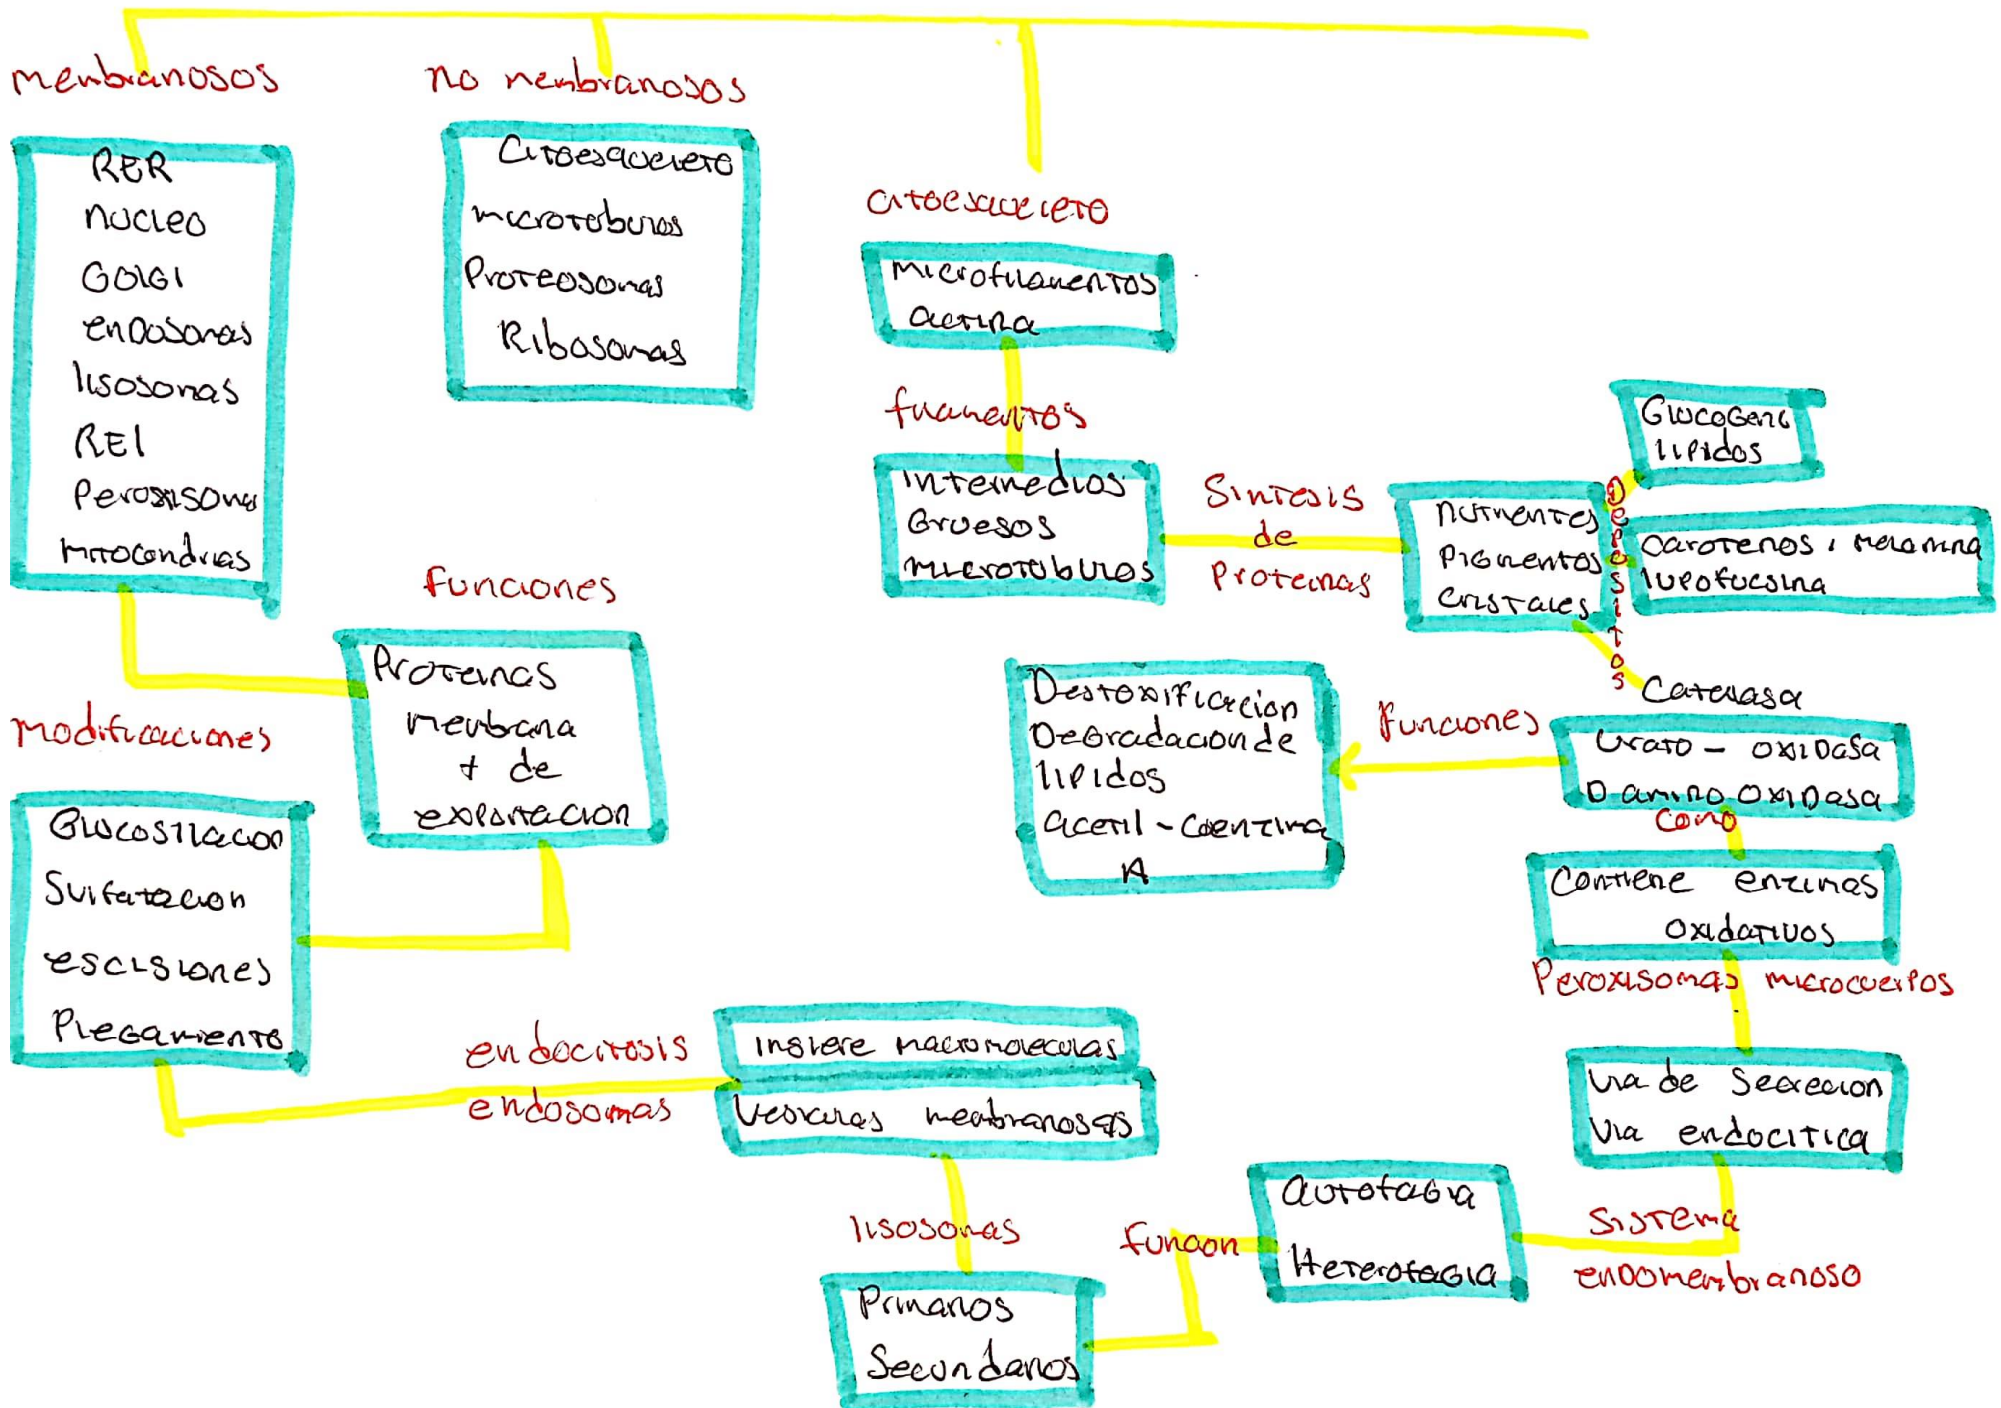 membranosos
RER
nucleo
GOlGI
endosomas
lisosomas
REl
Peroxisoma
mitocondrias
no membranosos
Citoesqueleto
microtubulos
Proteosomas
Ribosomas
citoesqueleto
microfilamentos
actina
filamentos
Intermedios
Gruesos
microtubulos
Sintesis
de
Proteinas
nutrientes
Pigmentos
cristales
Depositos
Glucogeno
lipidos
carotenos, melamina
lipofucsina
Catalasa
Urato - oxidasa
D amino oxidasa
como
Contiene enzimas
oxidativos
Peroxisomas microcuerpos
Via de Secrecion
Via endocitica
Sistema
endomembranoso
Funciones
Destoxificacion
Degradacion de
lipidos
acetil - coenzima
A
Funciones
Proteinas
membrana
+ de
exportacion
modificaciones
Glucosilacion
Sulfatacion
escisiones
Plegamiento
endocitosis
endosomas
Ingiere macromoleculas
Vesiculas membranosas
lisosomas
Primarios
Secundarios
funcion
autofagia
Heterofagia